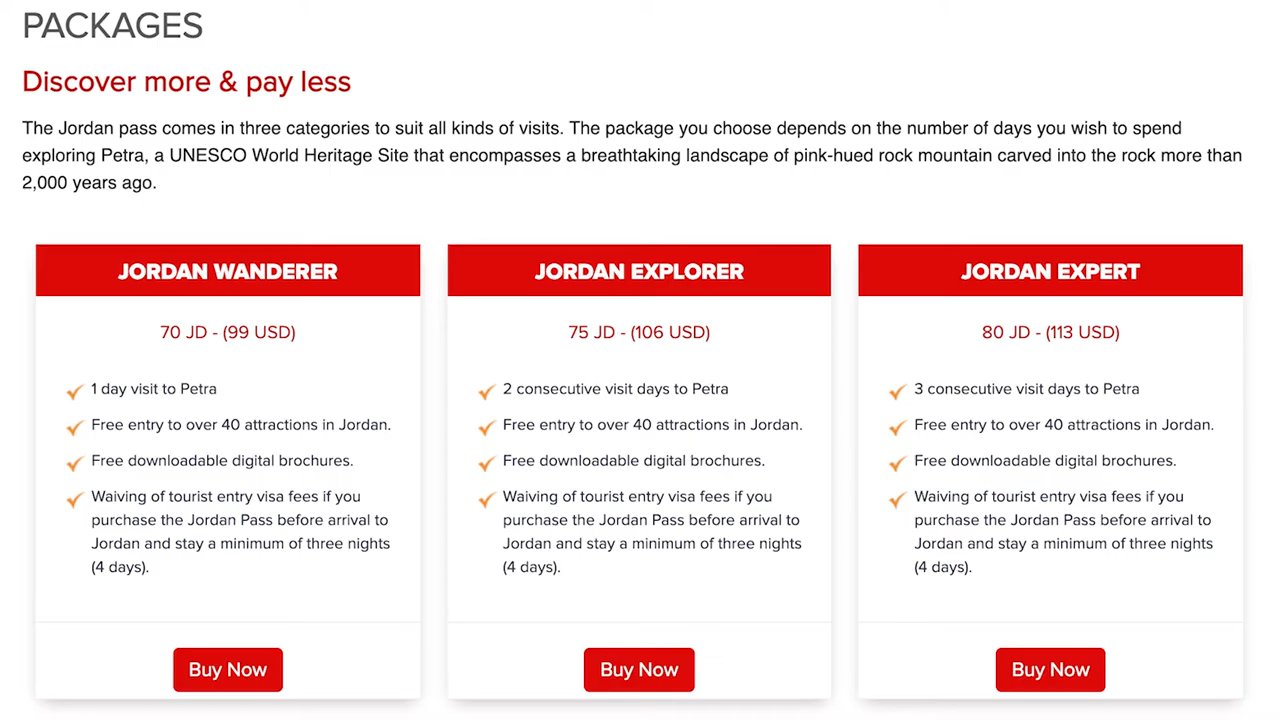 PACKAGES
Discover more & pay less
The Jordan pass comes in three categories to suit all kinds of visits. The package you choose depends on the number of days you wish to spend
exploring Petra, a UNESCO World Heritage Site that encompasses a breathtaking landscape of pink-hued rock mountain carved into the rock more than
2,000 years ago.
JORDAN WANDERER
70 JD - (99 USD)
1 day visit to Petra
Free entry to over 40 attractions in Jordan.
Free downloadable digital brochures.
Waiving of tourist entry visa fees if you
purchase the Jordan Pass before arrival to
Jordan and stay a minimum of three nights
(4 days).
Buy Now
JORDAN EXPLORER
75 JD - (106 USD)
2 consecutive visit days to Petra
Free entry to over 40 attractions in Jordan.
Free downloadable digital brochures.
Waiving of tourist entry visa fees if you
purchase the Jordan Pass before arrival to
Jordan and stay a minimum of three nights
(4 days).
Buy Now
JORDAN EXPERT
80 JD - (113 USD)
3 consecutive visit days to Petra
Free entry to over 40 attractions in Jordan.
Free downloadable digital brochures.
Waiving of tourist entry visa fees if you
purchase the Jordan Pass before arrival to
Jordan and stay a minimum of three nights
(4 days).
Buy Now